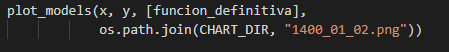 plot_models(x, y, [funcion_definitiva],
            os.path.join(CHART_DIR, "1400_01_02.png"))